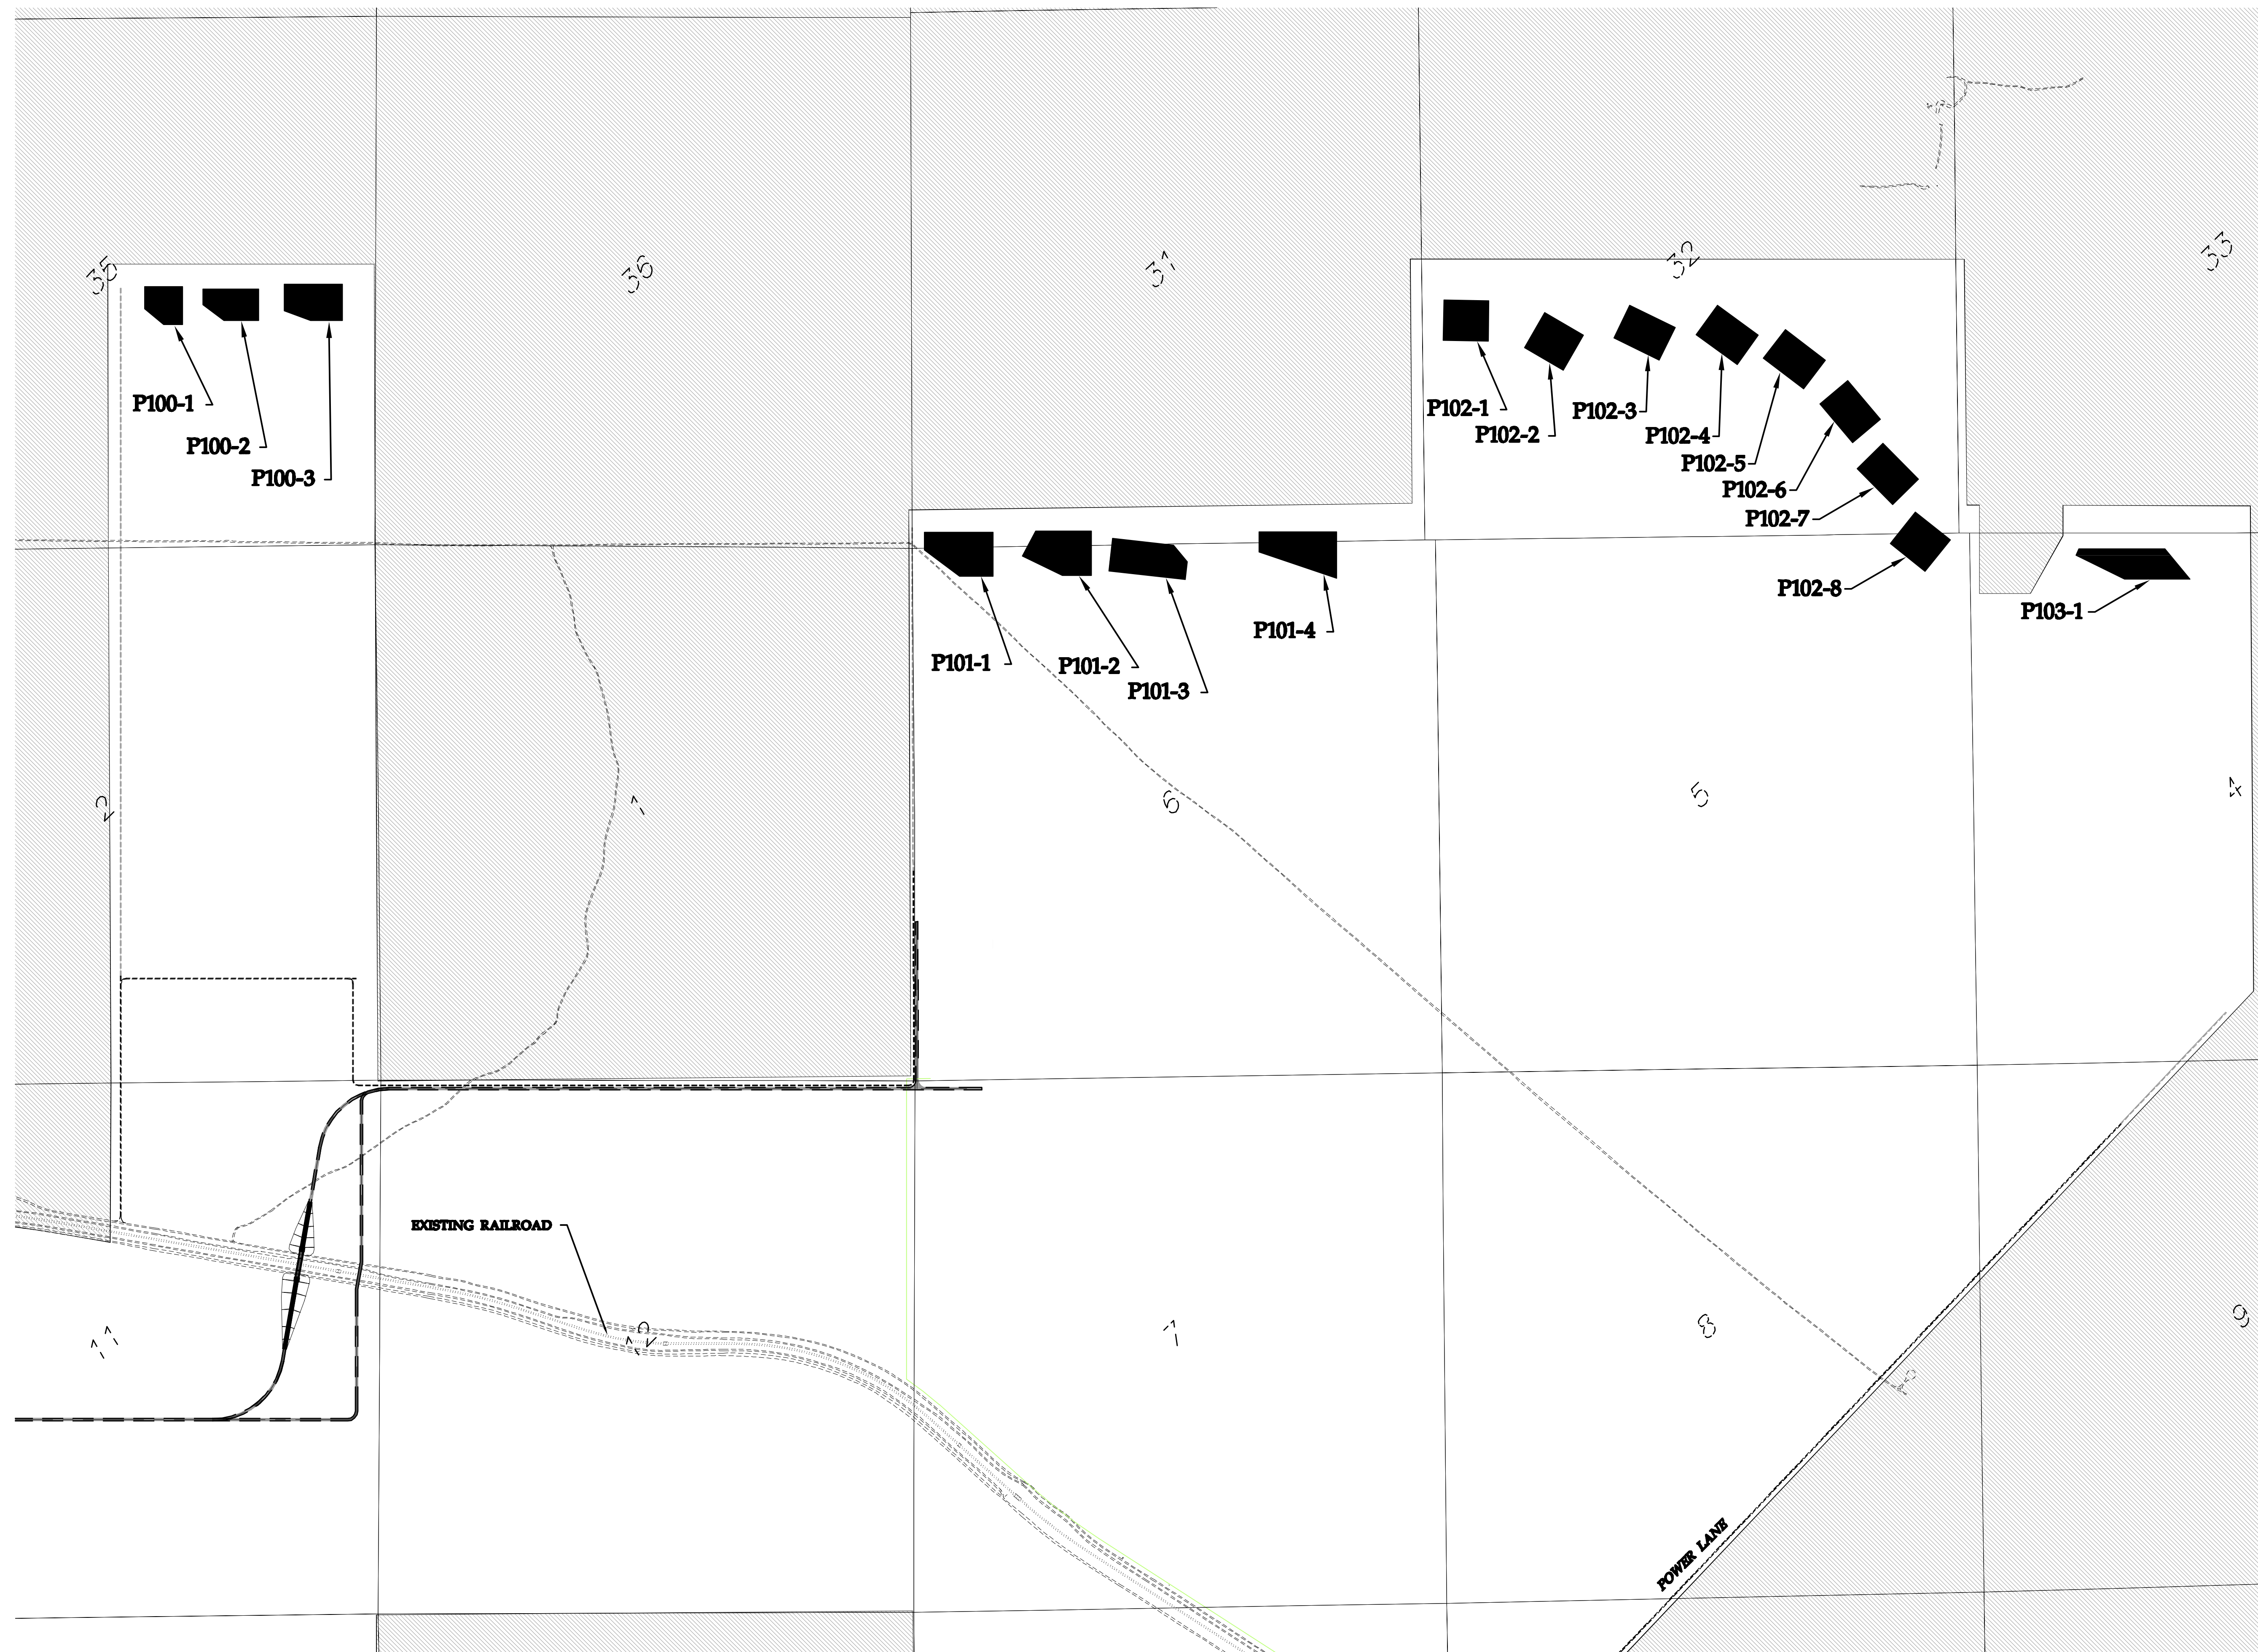 35
36
31
32
33
P100-1
P100-2
P100-3
P102-1
P102-2
P102-3
P102-4
P102-5
P102-6
P102-7
P102-8
P103-1
P101-1
P101-2
P101-3
P101-4
2
1
6
5
4
EXISTING RAILROAD
11
12
7
8
9
POWER LANE